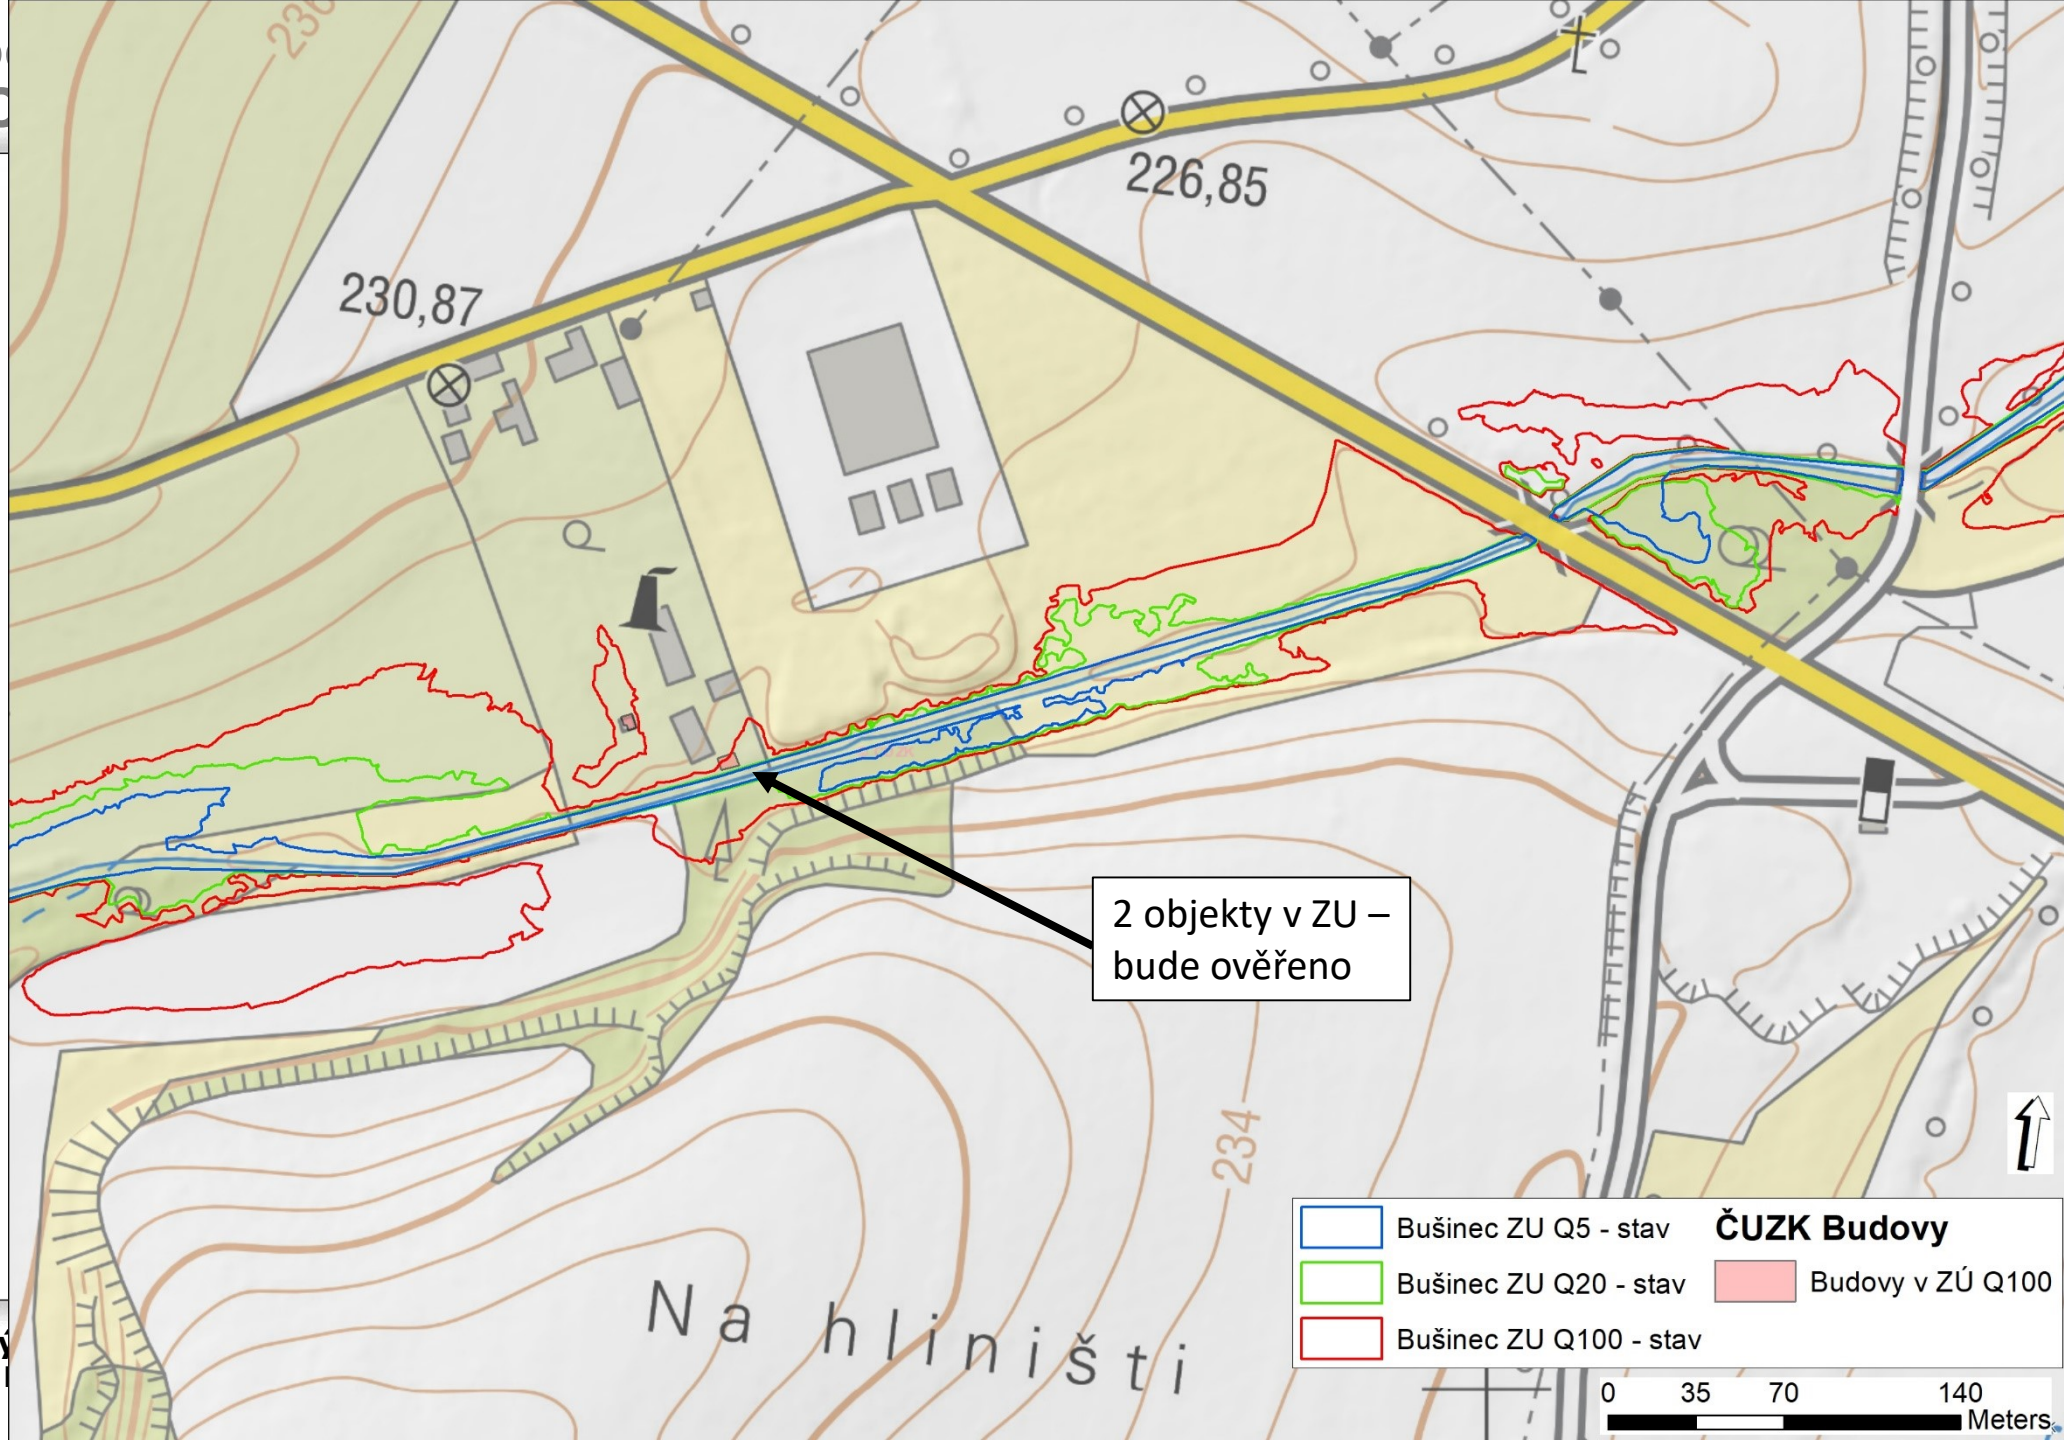 236
226,85
230,87
2 objekty v ZU –
bude ověřeno
234
Na hliništi
Bušinec ZU Q5 - stav
Bušinec ZU Q20 - stav
Bušinec ZU Q100 - stav
ČUZK Budovy
Budovy v ZÚ Q100
0 35 70 140
Meters